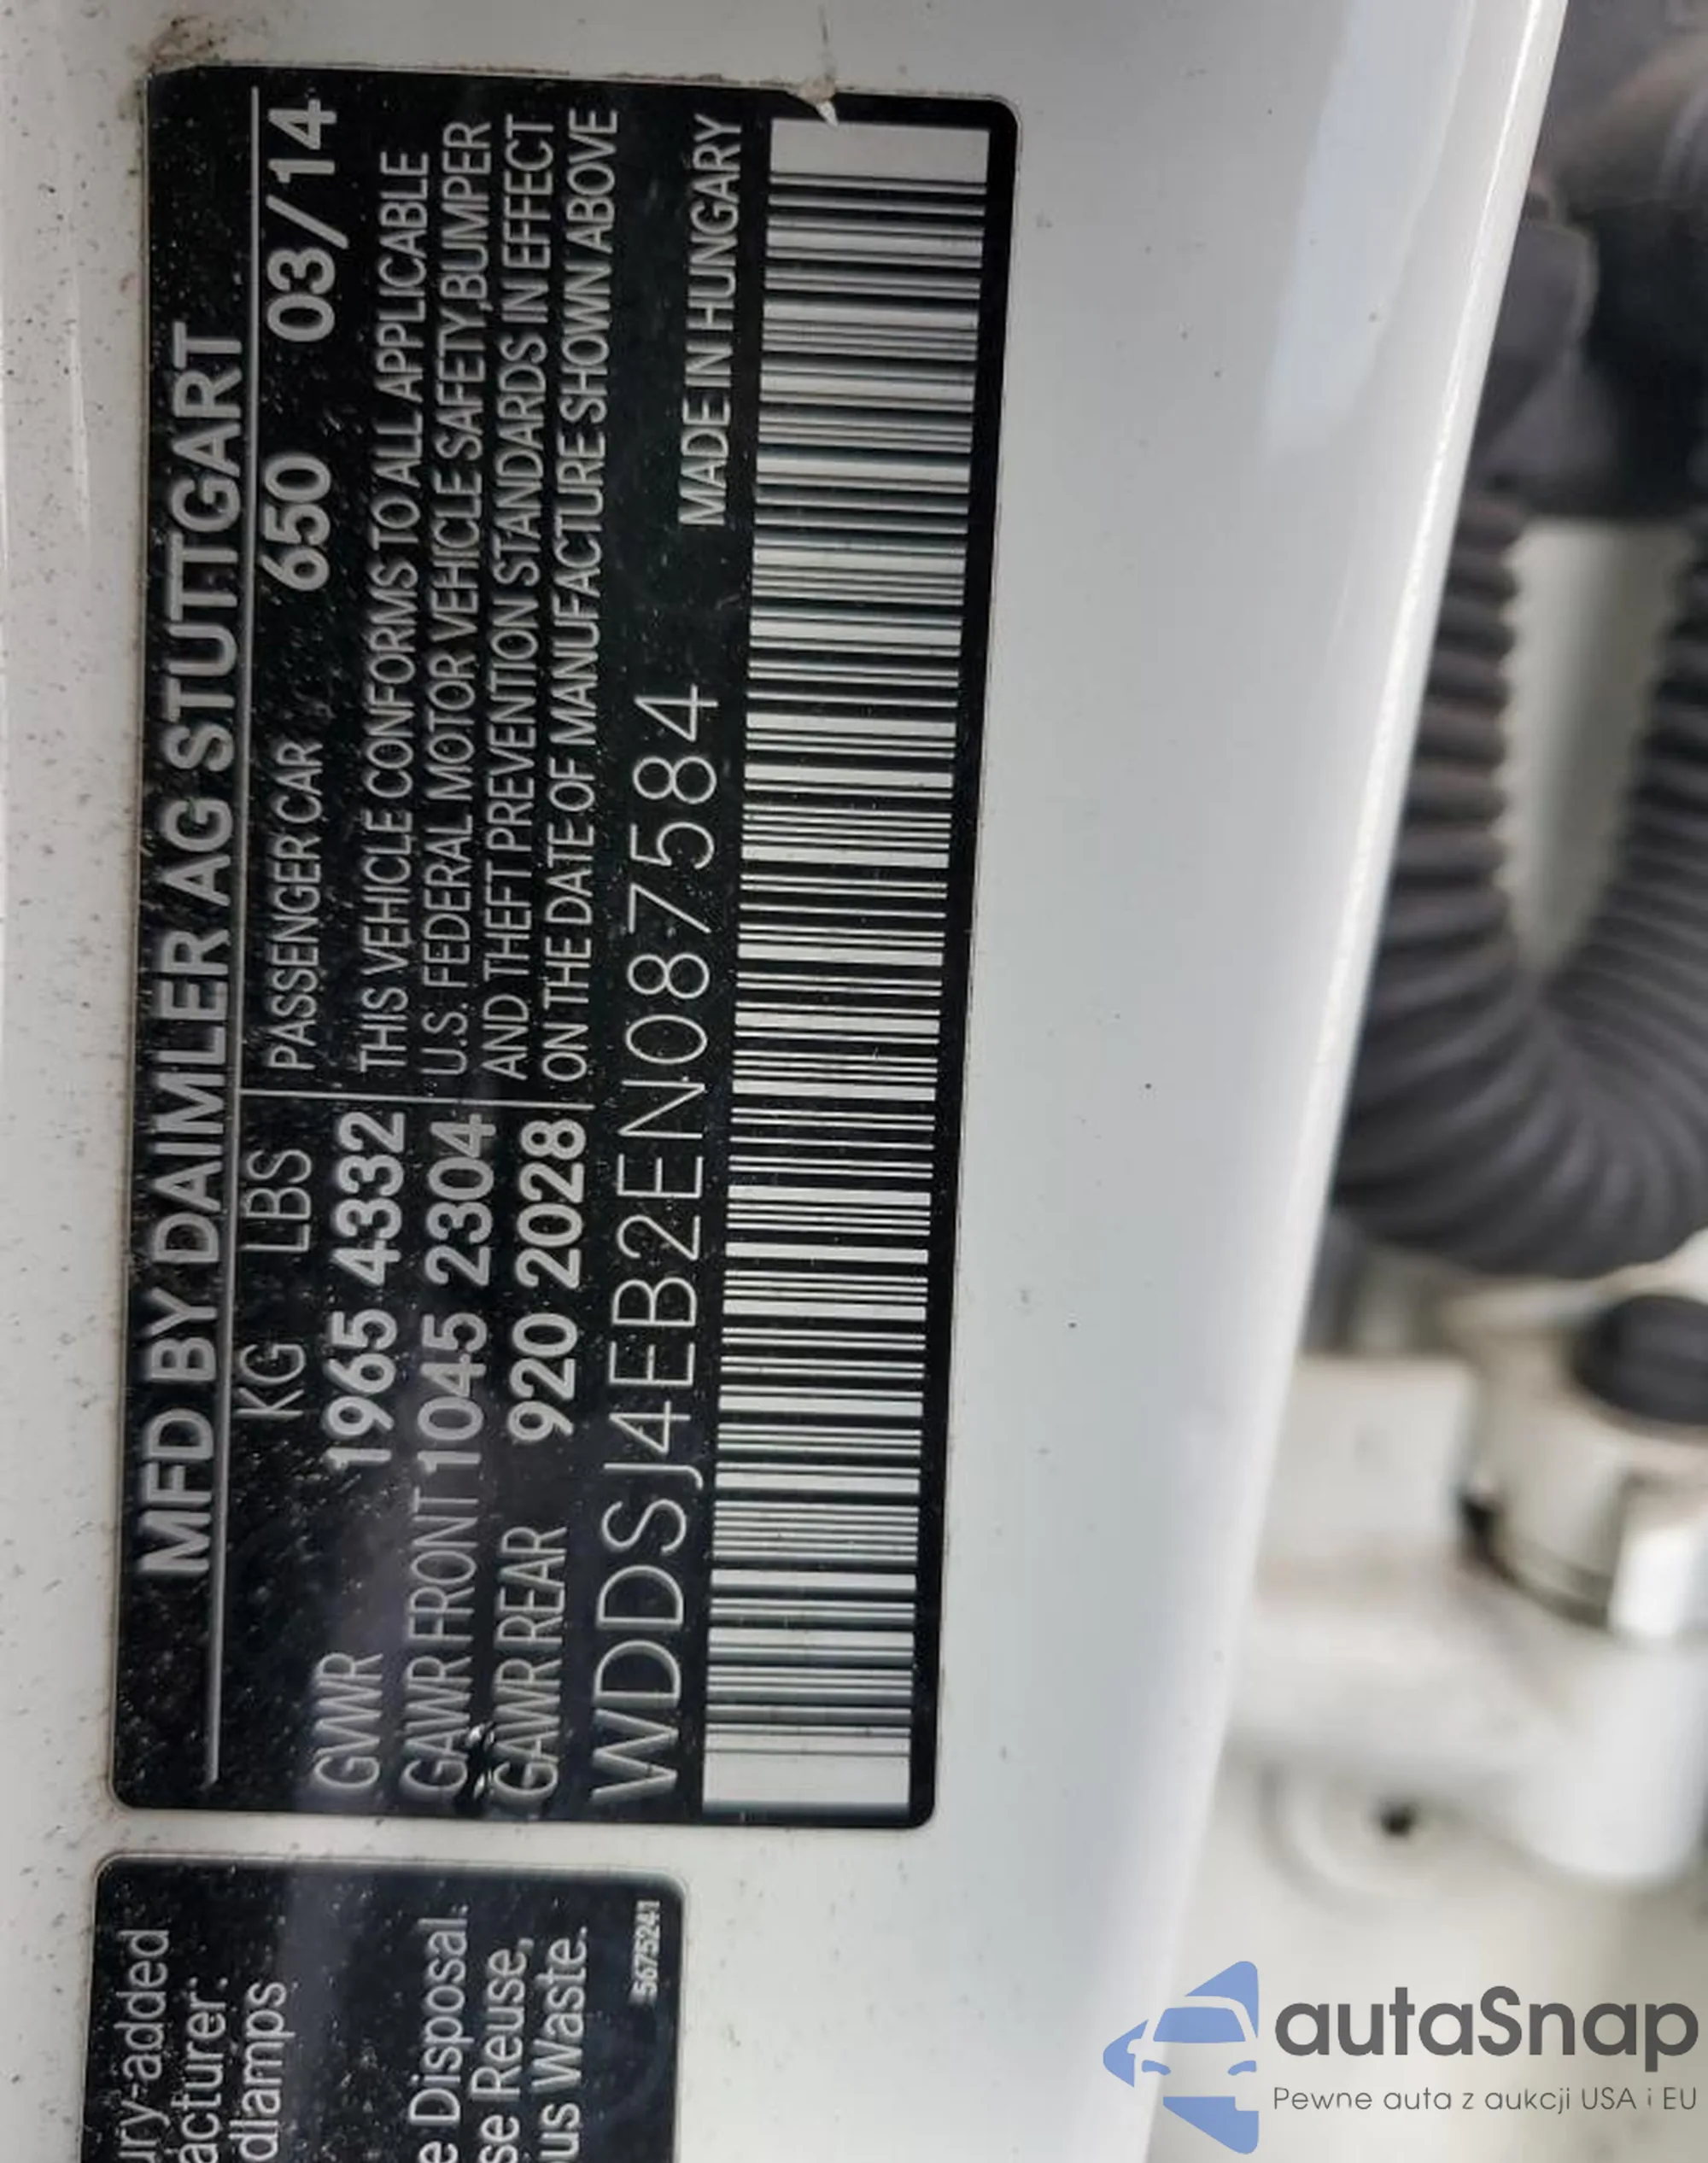 MFD BY DAIMLER AG STUTTGART
KG LBS PASSENGER CAR 650 03/14
GVWR 1965 4332 THIS VEHICLE CONFORMS TO ALL APPLICABLE
GAWR FRONT 1045 2304 U.S. FEDERAL MOTOR VEHICLE SAFETY,BUMPER
GAWR REAR 920 2028 AND THEFT PREVENTION STANDARDS IN EFFECT
ON THE DATE OF MANUFACTURE SHOWN ABOVE
WDDSJ4EB2EN087584 MADE IN HUNGARY
ury-added
acturer:
dlamps
e Disposal.
se Reuse,
us Waste.
5675241
autaSnap
Pewne auta z aukcji USA i EU